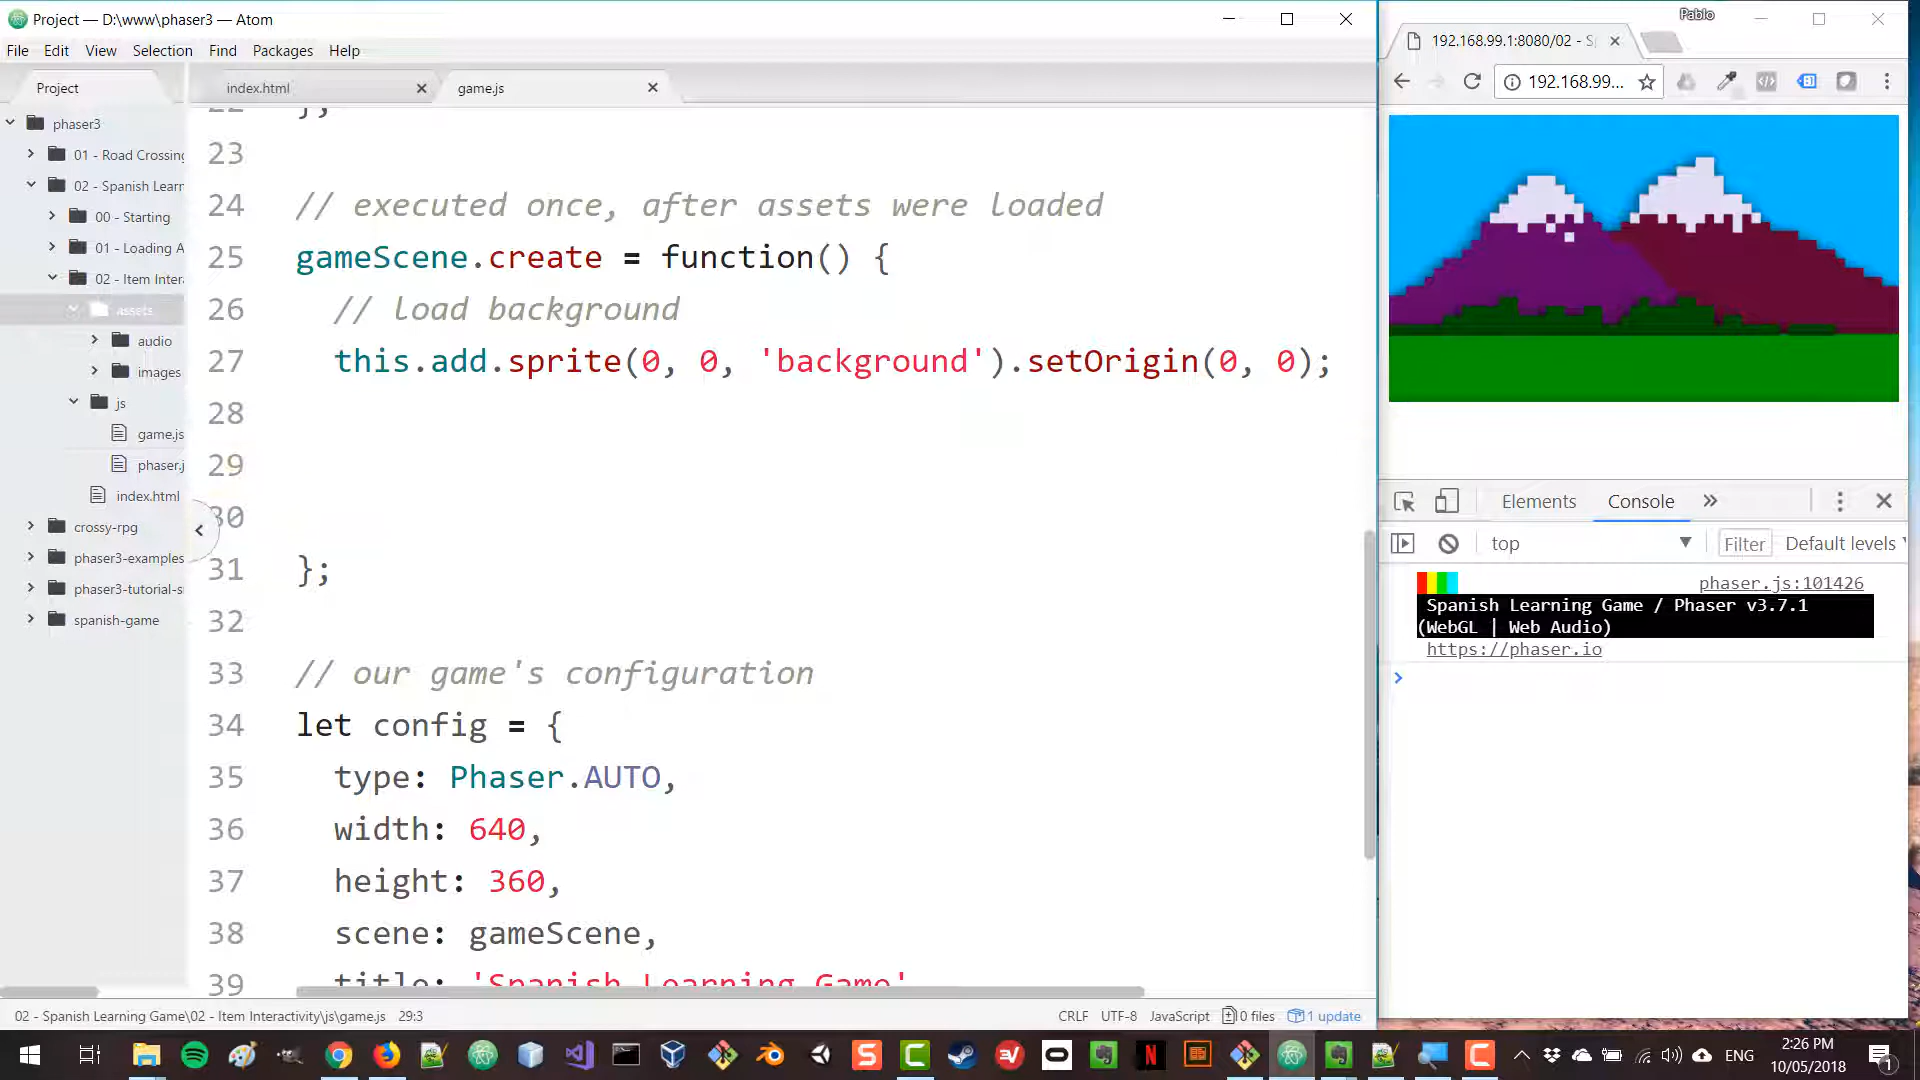 Project — D:\www\phaser3 — Atom
File Edit View Selection Find Packages Help
Project
phaser3
01 - Road Crossing
02 - Spanish Learn
00 - Starting
01 - Loading A
02 - Item Inter
assets
audio
images
js
game.js
phaser.j
index.html
crossy-rpg
phaser3-examples
phaser3-tutorial-s
spanish-game
index.html
game.js
22 };
23
24 // executed once, after assets were loaded
25 gameScene.create = function() {
26 // load background
27 this.add.sprite(0, 0, 'background').setOrigin(0, 0);
28
29
30
31 };
32
33 // our game's configuration
34 let config = {
35 type: Phaser.AUTO,
36 width: 640,
37 height: 360,
38 scene: gameScene,
39 title: 'Spanish Learning Game'
02 - Spanish Learning Game\02 - Item Interactivity\js\game.js 29:3
CRLF UTF-8 JavaScript 0 files 1 update
Pablo
192.168.99.1:8080/02 - S
192.168.99...
Elements Console
top Filter Default levels
phaser.js:101426
Spanish Learning Game / Phaser v3.7.1
(WebGL | Web Audio)
https://phaser.io
ENG
2:26 PM
10/05/2018
1